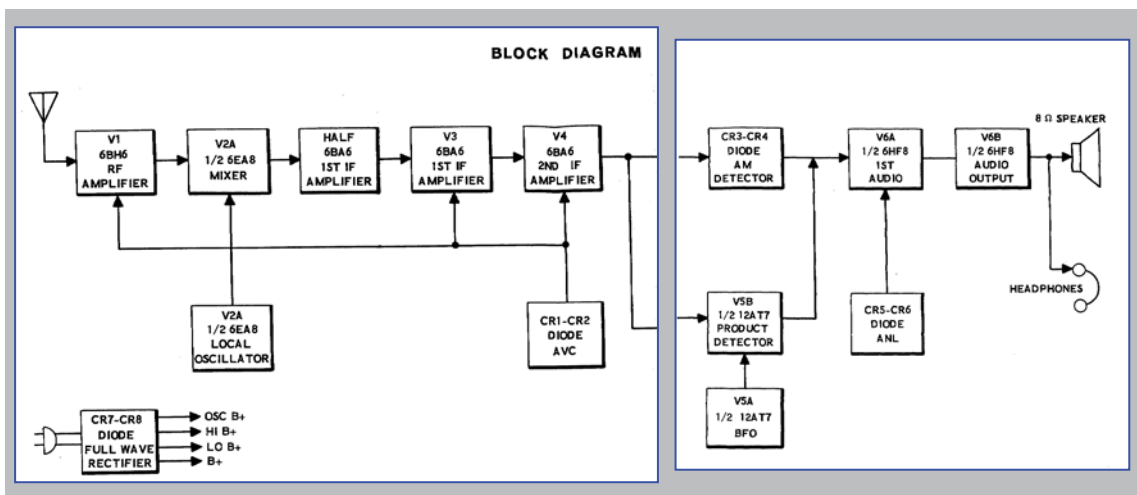 BLOCK DIAGRAM
V1
6BH6
RF
AMPLIFIER
V2A
1/2 6EA8
MIXER
HALF
6BA6
1ST IF
AMPLIFIER
V3
6BA6
1ST IF
AMPLIFIER
V4
6BA6
2ND IF
AMPLIFIER
V2A
1/2 6EA8
LOCAL
OSCILLATOR
CR1-CR2
DIODE
AVC
CR7-CR8
DIODE
FULL WAVE
RECTIFIER
OSC B+
HI B+
LO B+
B+
CR3-CR4
DIODE
AM
DETECTOR
V6A
1/2 6HF8
1ST
AUDIO
V6B
1/2 6HF8
AUDIO
OUTPUT
8 Ω SPEAKER
HEADPHONES
V5B
1/2 12AT7
PRODUCT
DETECTOR
CR5-CR6
DIODE
ANL
V5A
1/2 12AT7
BFO